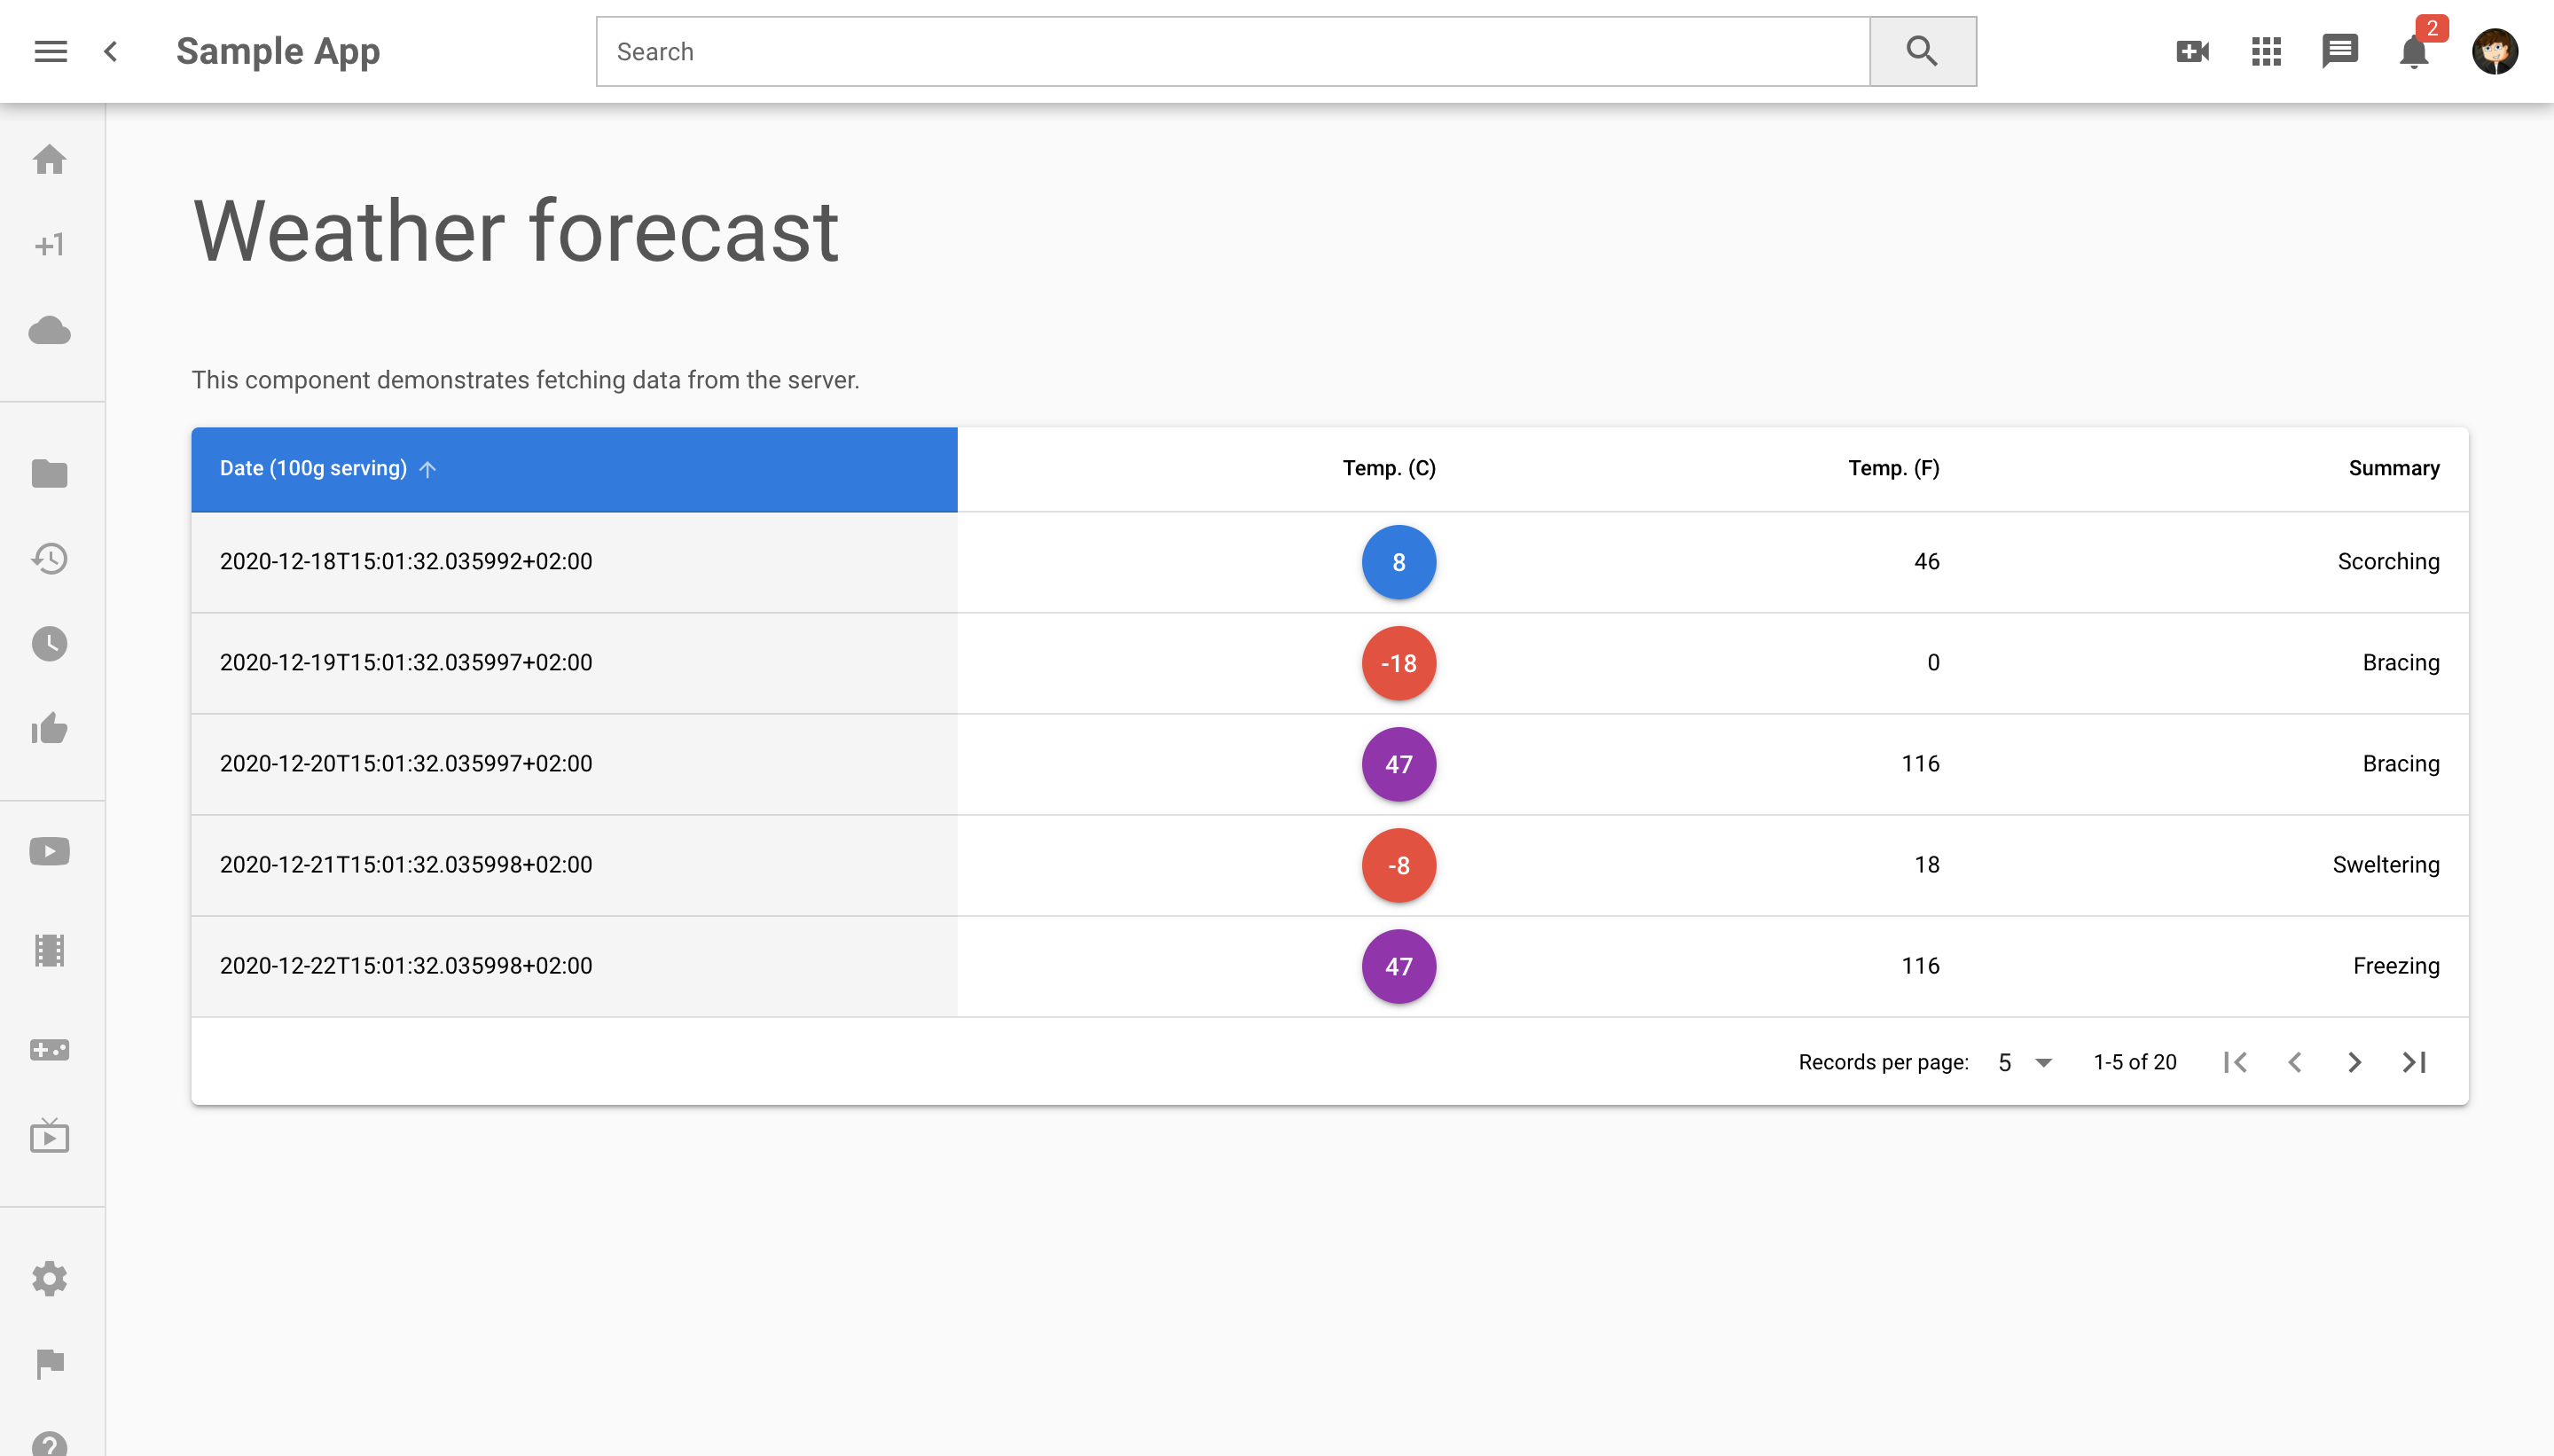 Sample App
Search
2
+1
Weather forecast
This component demonstrates fetching data from the server.
Date (100g serving) Temp. (C) Temp. (F) Summary
2020-12-18T15:01:32.035992+02:00 8 46 Scorching
2020-12-19T15:01:32.035997+02:00 -18 0 Bracing
2020-12-20T15:01:32.035997+02:00 47 116 Bracing
2020-12-21T15:01:32.035998+02:00 -8 18 Sweltering
2020-12-22T15:01:32.035998+02:00 47 116 Freezing
Records per page: 5 1-5 of 20